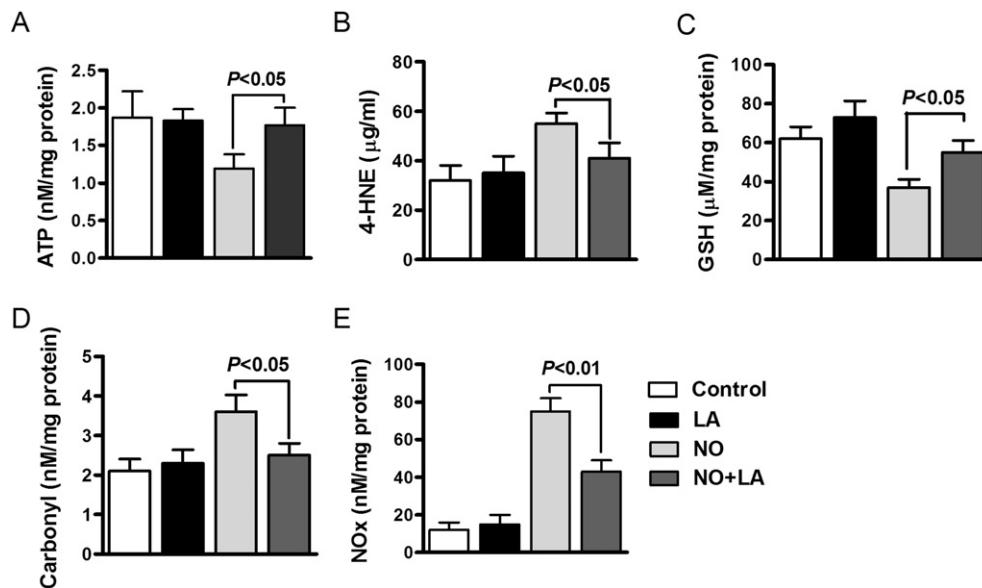 A
ATP (nM/mg protein)
2.5
2.0
1.5
1.0
0.5
0.0
P<0.05
B
4-HNE (μg/ml)
80
60
40
20
0
P<0.05
C
GSH (μM/mg protein)
100
80
60
40
20
0
P<0.05
D
Carbonyl (nM/mg protein)
5
4
3
2
1
0
P<0.05
E
NOx (nM/mg protein)
100
80
60
40
20
0
P<0.01
Control
LA
NO
NO+LA